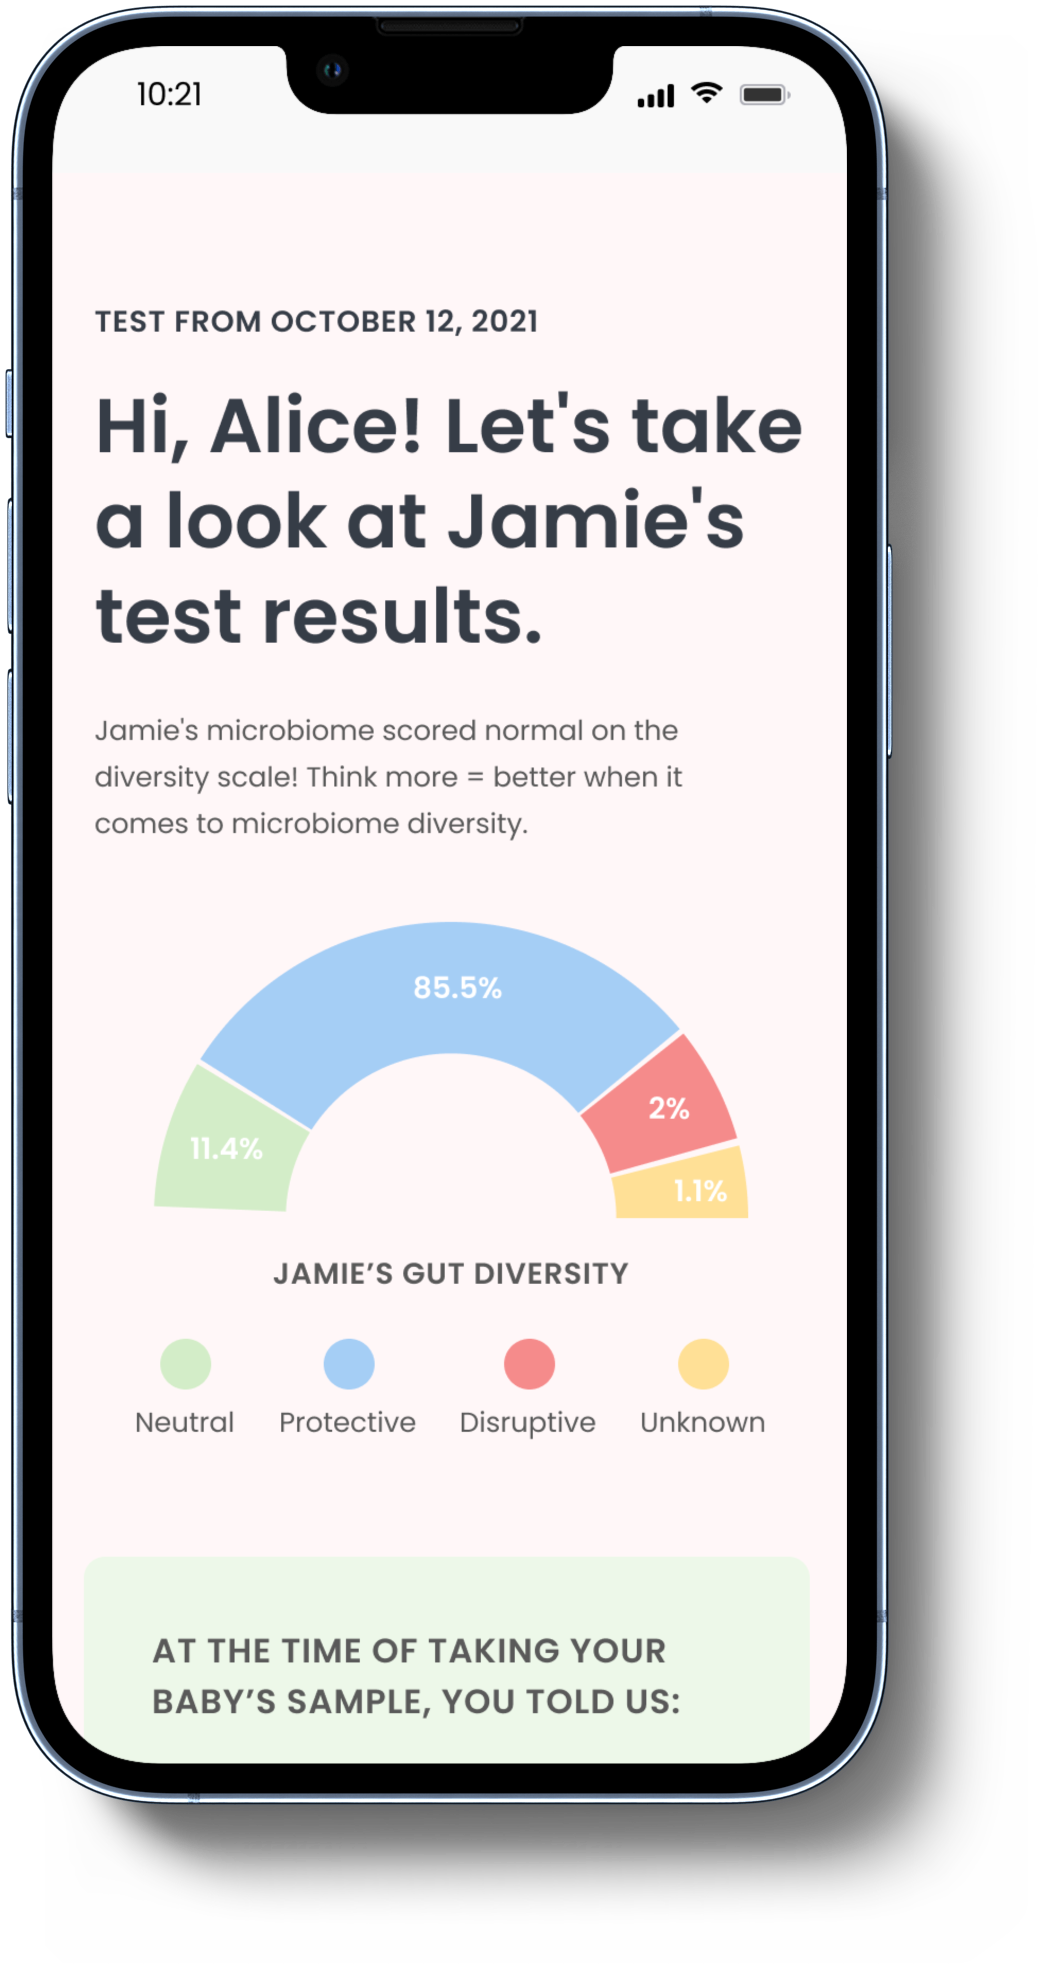 10:21
TEST FROM OCTOBER 12, 2021
Hi, Alice! Let's take
a look at Jamie's
test results.
Jamie's microbiome scored normal on the
diversity scale! Think more = better when it
comes to microbiome diversity.
85.5%
2%
11.4%
1.1%
JAMIE’S GUT DIVERSITY
Neutral Protective Disruptive Unknown
AT THE TIME OF TAKING YOUR
BABY’S SAMPLE, YOU TOLD US: